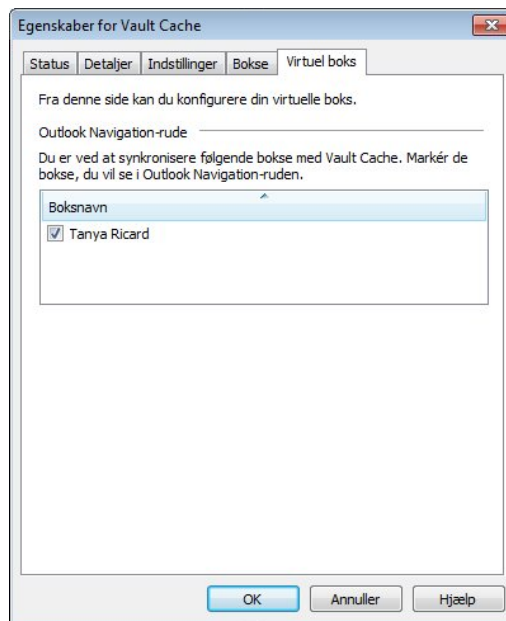 Egenskaber for Vault Cache
Status Detaljer Indstillinger Bokse Virtuel boks
Fra denne side kan du konfigurere din virtuelle boks.
Outlook Navigation-rude
Du er ved at synkronisere følgende bokse med Vault Cache. Markér de
bokse, du vil se i Outlook Navigation-ruden.
Boksnavn
Tanya Ricard
OK Annuller Hjælp